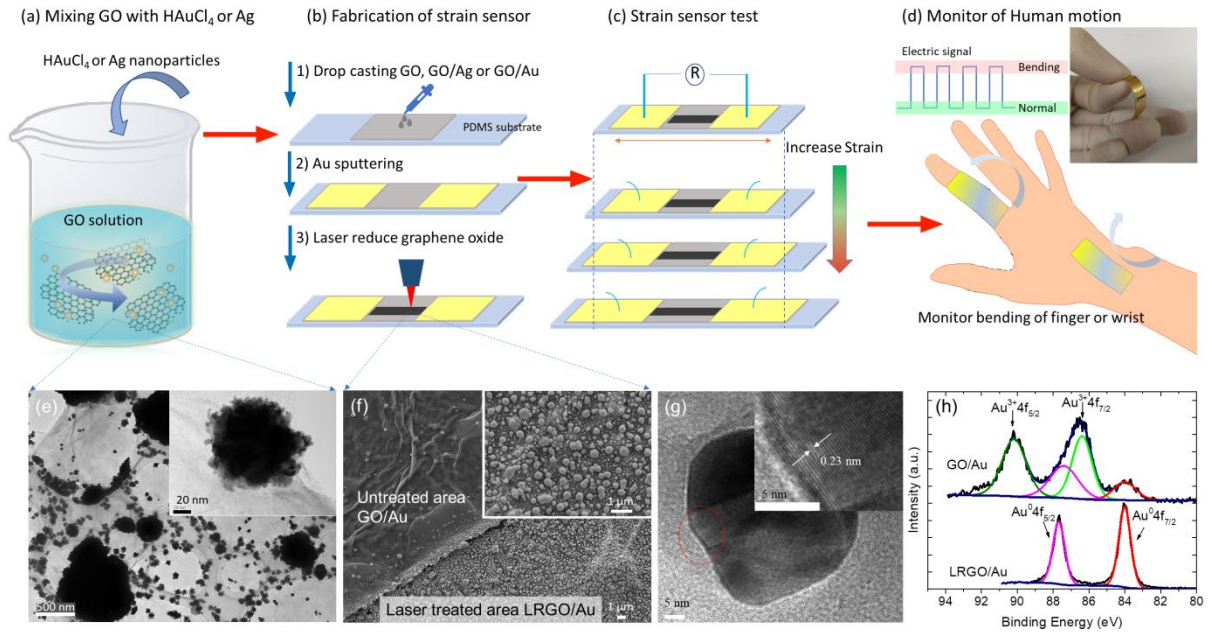 (a) Mixing GO with HAuCl₄ or Ag
HAuCl₄ or Ag nanoparticles
GO solution
(b) Fabrication of strain sensor
1) Drop casting GO, GO/Ag or GO/Au
PDMS substrate
2) Au sputtering
3) Laser reduce graphene oxide
(c) Strain sensor test
R
Increase Strain
(d) Monitor of Human motion
Electric signal
Bending
Normal
Monitor bending of finger or wrist
(e)
20 nm
500 nm
(f)
Untreated area
GO/Au
1 μm
Laser treated area LRGO/Au
1 μm
(g)
0.23 nm
5 nm
5 nm
(h)
Au³⁺4f₅/₂
Au³⁺4f₇/₂
GO/Au
Au⁰4f₅/₂
Au⁰4f₇/₂
LRGO/Au
Intensity (a.u.)
94 92 90 88 86 84 82 80
Binding Energy (eV)